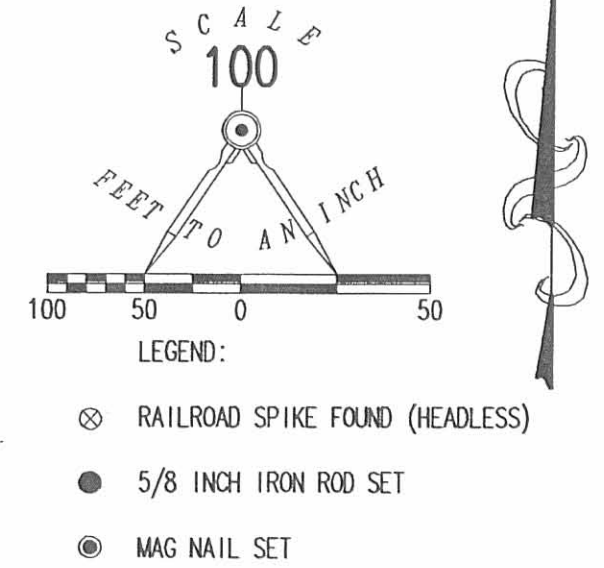 SCALE
100
FEET TO AN INCH
100 50 0 50
LEGEND:
RAILROAD SPIKE FOUND (HEADLESS)
5/8 INCH IRON ROD SET
MAG NAIL SET